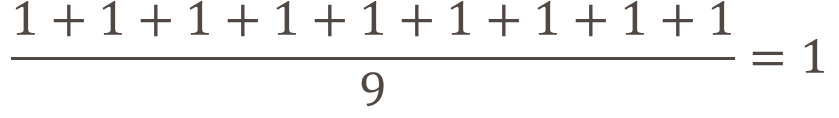 1 + 1 + 1 + 1 + 1 + 1 + 1 + 1 + 1
9
= 1